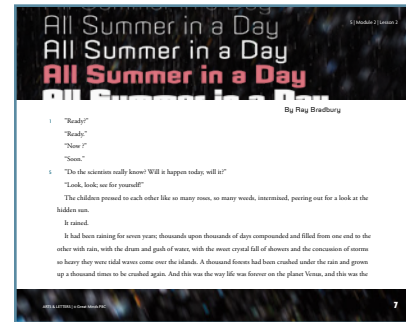 All Summer in a Day
5 | Module 2 | Lesson 2
All Summer in a Day
All Summer in a Day
All Summer in a Day
All Summer in a Day
By Ray Bradbury
1 "Ready?"
"Ready."
"Now ?"
"Soon."
5 "Do the scientists really know? Will it happen today, will it?"
"Look, look; see for yourself!"
The children pressed to each other like so many roses, so many weeds, intermixed, peering out for a look at the
hidden sun.
It rained.
It had been raining for seven years; thousands upon thousands of days compounded and filled from one end to the
other with rain, with the drum and gush of water, with the sweet crystal fall of showers and the concussion of storms
so heavy they were tidal waves come over the islands. A thousand forests had been crushed under the rain and grown
up a thousand times to be crushed again. And this was the way life was forever on the planet Venus, and this was the
ARTS & LETTERS | © Great Minds PBC
7